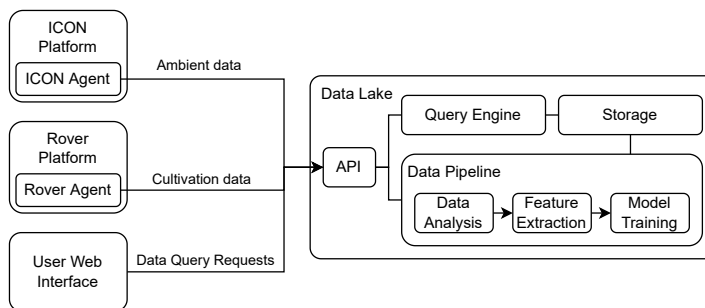 ICON
Platform
ICON Agent
Ambient data
Rover
Platform
Rover Agent
Cultivation data
User Web
Interface
Data Query Requests
Data Lake
API
Query Engine
Storage
Data Pipeline
Data
Analysis
Feature
Extraction
Model
Training